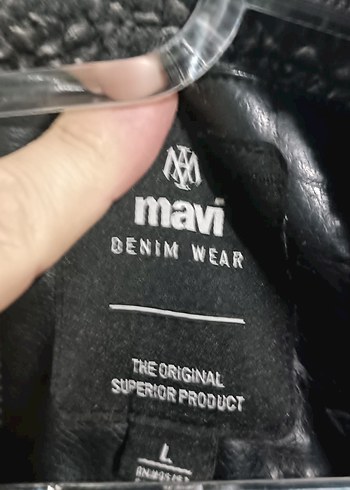 mavi
DENIM WEAR
THE ORIGINAL
SUPERIOR PRODUCT
L